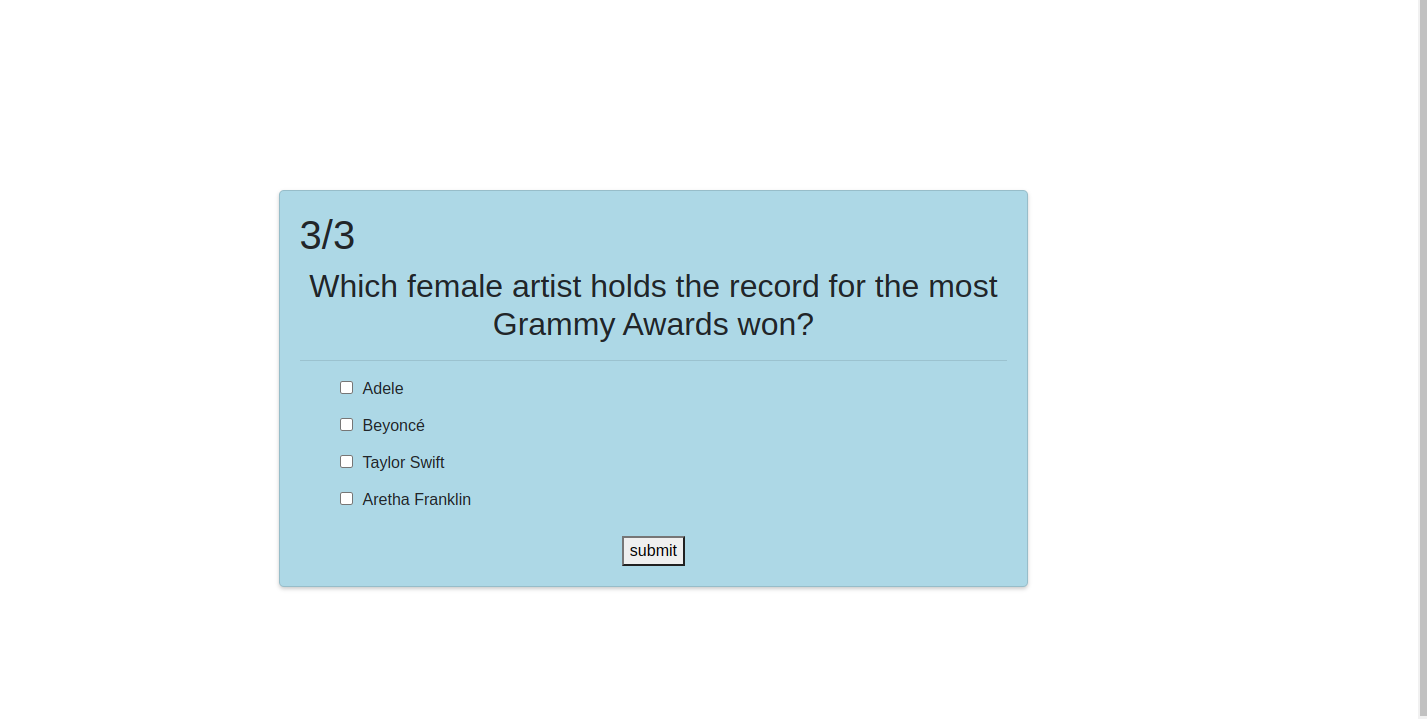 3/3
Which female artist holds the record for the most
Grammy Awards won?
Adele
Beyoncé
Taylor Swift
Aretha Franklin
submit